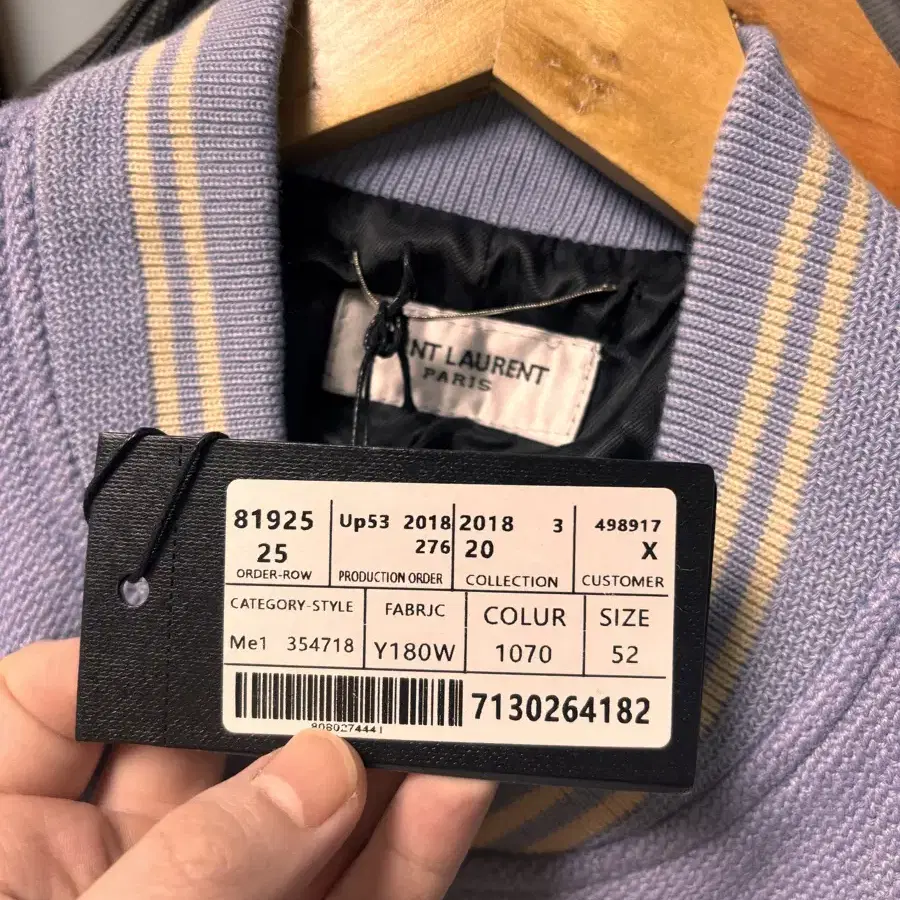 NT LAURENT
PARIS
81925
25
ORDER-ROW
Up53 2018
276
PRODUCTION ORDER
2018 3
20
COLLECTION
498917
X
CUSTOMER
CATEGORY-STYLE
Me1 354718
FABRJC
Y180W
COLUR
1070
SIZE
52
7130264182
8080274441